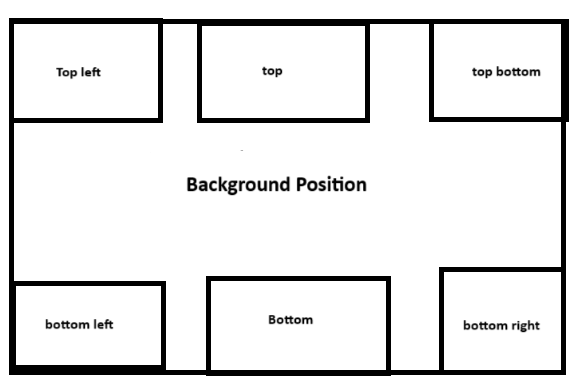 Top left
top
top bottom
Background Position
bottom left
Bottom
bottom right